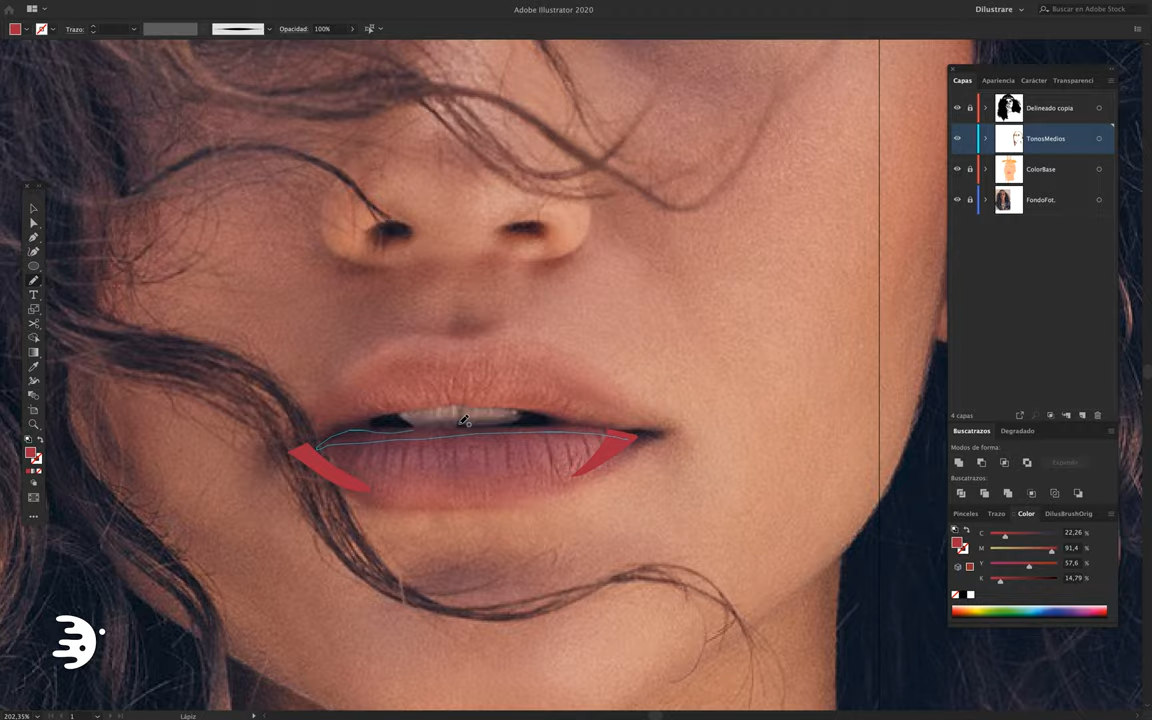 Adobe Illustrator 2020
Dilustrare
Buscar en Adobe Stock
Trazo:
Opacidad: 100%
Capas Apariencia Carácter Transparenci
Delineado copia
TonosMedios
ColorBase
FondoFot.
4 capas
Buscatrazos Degradado
Modos de forma:
Expandir
Buscatrazos:
Pinceles Trazo Color DilusBrushOrig
C 22,26 %
M 91,4 %
Y 57,6 %
K 14,79 %
202,35% 1 Lápiz